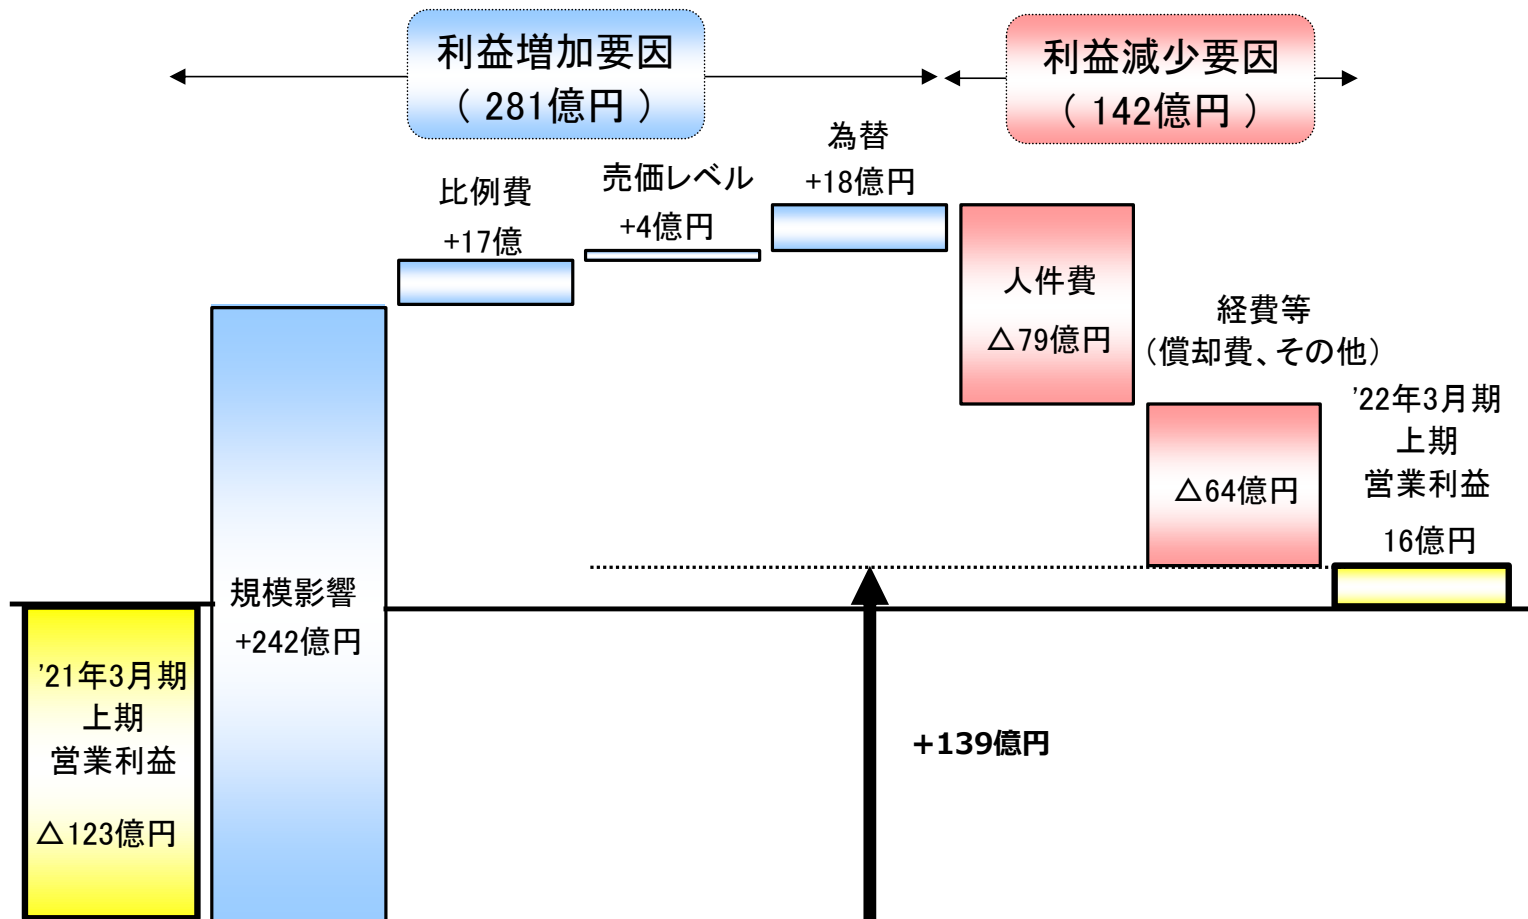 利益増加要因
( 281億円 )
利益減少要因
( 142億円 )
比例費
+17億
売価レベル
+4億円
為替
+18億円
人件費
△79億円
経費等
(償却費、その他)
△64億円
'22年3月期
上期
営業利益
16億円
規模影響
+242億円
'21年3月期
上期
営業利益
△123億円
+139億円